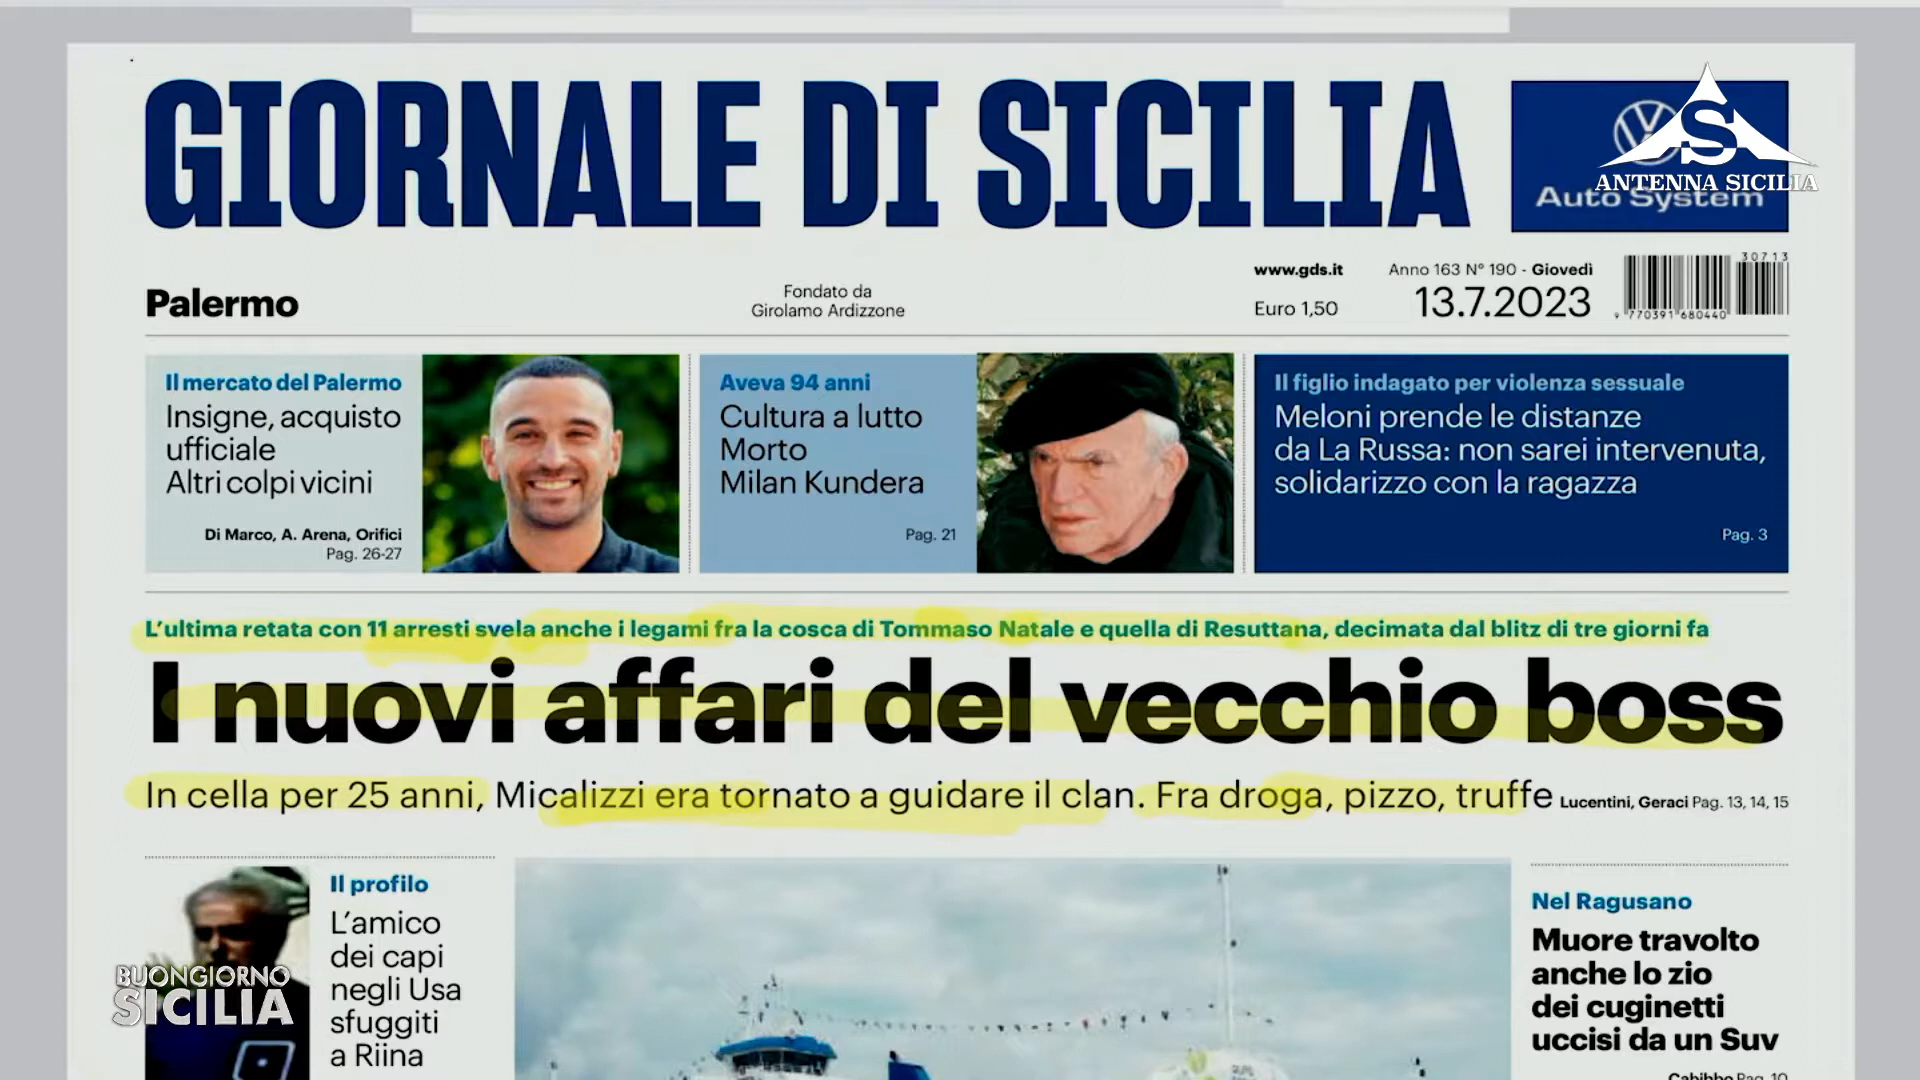 GIORNALE DI SICILIA
ANTENNA SICILIA
Auto System
Palermo
Fondato da
Girolamo Ardizzone
www.gds.it
Euro 1,50
Anno 163 N° 190 - Giovedì
13.7.2023
30713
9 770391 680440
Il mercato del Palermo
Insigne, acquisto
ufficiale
Altri colpi vicini
Di Marco, A. Arena, Orifici
Pag. 26-27
Aveva 94 anni
Cultura a lutto
Morto
Milan Kundera
Pag. 21
Il figlio indagato per violenza sessuale
Meloni prende le distanze
da La Russa: non sarei intervenuta,
solidarizzo con la ragazza
Pag. 3
L'ultima retata con 11 arresti svela anche i legami fra la cosca di Tommaso Natale e quella di Resuttana, decimata dal blitz di tre giorni fa
I nuovi affari del vecchio boss
In cella per 25 anni, Micalizzi era tornato a guidare il clan. Fra droga, pizzo, truffe Lucentini, Geraci Pag. 13, 14, 15
Il profilo
L'amico
dei capi
negli Usa
sfuggiti
a Riina
BUONGIORNO
SICILIA
Nel Ragusano
Muore travolto
anche lo zio
dei cuginetti
uccisi da un Suv
Cabibbo Pag. 10